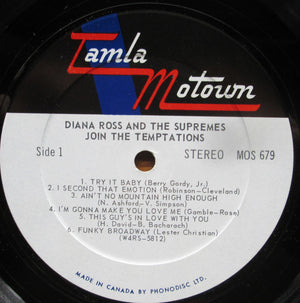 Tamla
Motown
DIANA ROSS AND THE SUPREMES
JOIN THE TEMPTATIONS
Side 1 STEREO MOS 679
1. TRY IT BABY (Berry Gordy, Jr.)
2. I SECOND THAT EMOTION (Robinson-Cleveland)
3. AIN'T NO MOUNTAIN HIGH ENOUGH
(N. Ashford-V. Simpson)
4. I'M GONNA MAKE YOU LOVE ME (Gamble-Rose)
5. THIS GUY'S IN LOVE WITH YOU
(H. David-B. Bacharach)
6. FUNKY BROADWAY (Lester Christian)
(W4RS-5812)
MADE IN CANADA BY PHONODISC LTD.